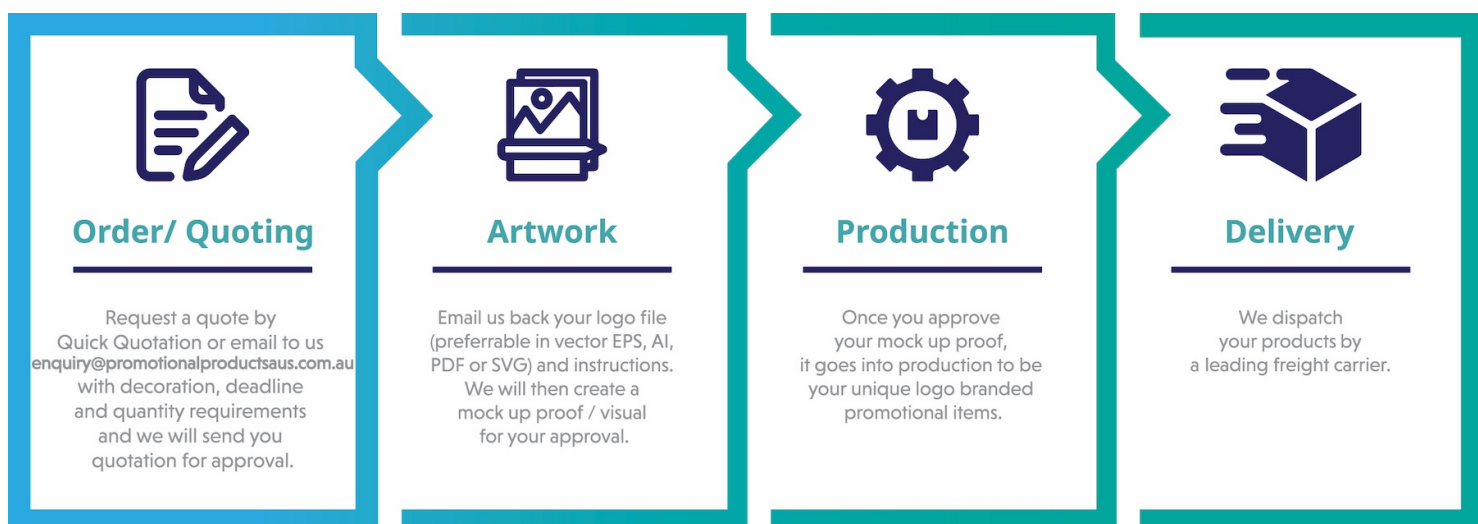 Order/ Quoting
Request a quote by
Quick Quotation or email to us
enquiry@promotionalproductsaus.com.au
with decoration, deadline
and quantity requirements
and we will send you
quotation for approval.
Artwork
Email us back your logo file
(preferrable in vector EPS, AI,
PDF or SVG) and instructions.
We will then create a
mock up proof / visual
for your approval.
Production
Once you approve
your mock up proof,
it goes into production to be
your unique logo branded
promotional items.
Delivery
We dispatch
your products by
a leading freight carrier.